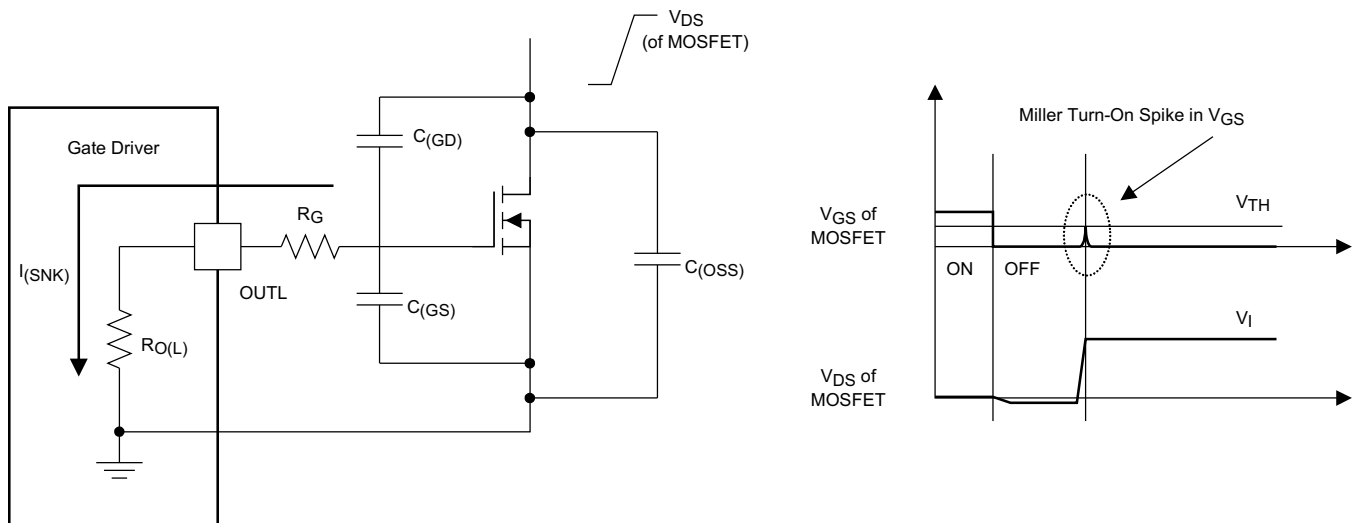 VDS
(of MOSFET)
Gate Driver
C(GD)
RG
I(SNK)
OUTL
C(GS)
C(OSS)
RO(L)
Miller Turn-On Spike in VGS
VTH
VGS of
MOSFET
ON
OFF
VI
VDS of
MOSFET